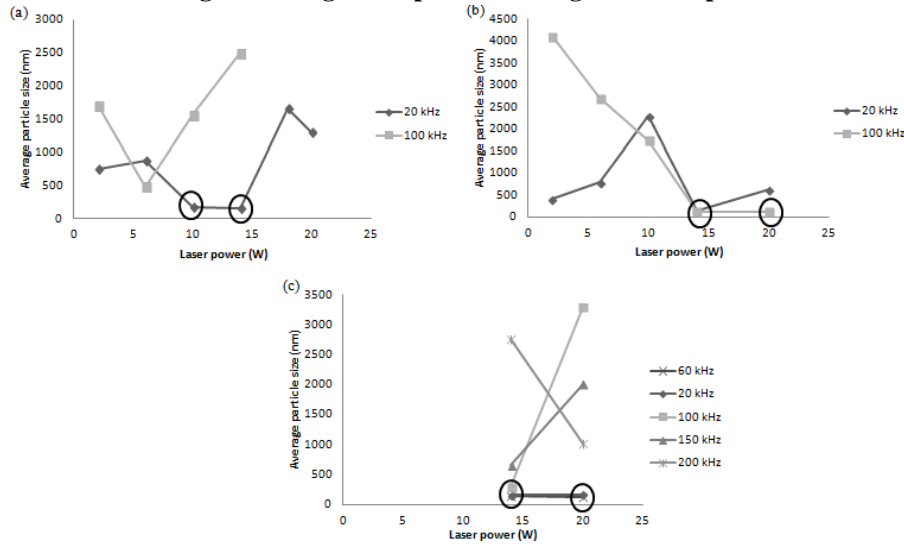 (a)
3000
2500
2000
1500
1000
500
0
0 5 10 15 20 25
Average particle size (nm)
Laser power (W)
20 kHz
100 kHz
(b)
4500
4000
3500
3000
2500
2000
1500
1000
500
0
0 5 10 15 20 25
Average particle size (nm)
Laser power (W)
20 kHz
100 kHz
(c)
3500
3000
2500
2000
1500
1000
500
0
0 5 10 15 20 25
Average particle size (nm)
Laser power (W)
60 kHz
20 kHz
100 kHz
150 kHz
200 kHz